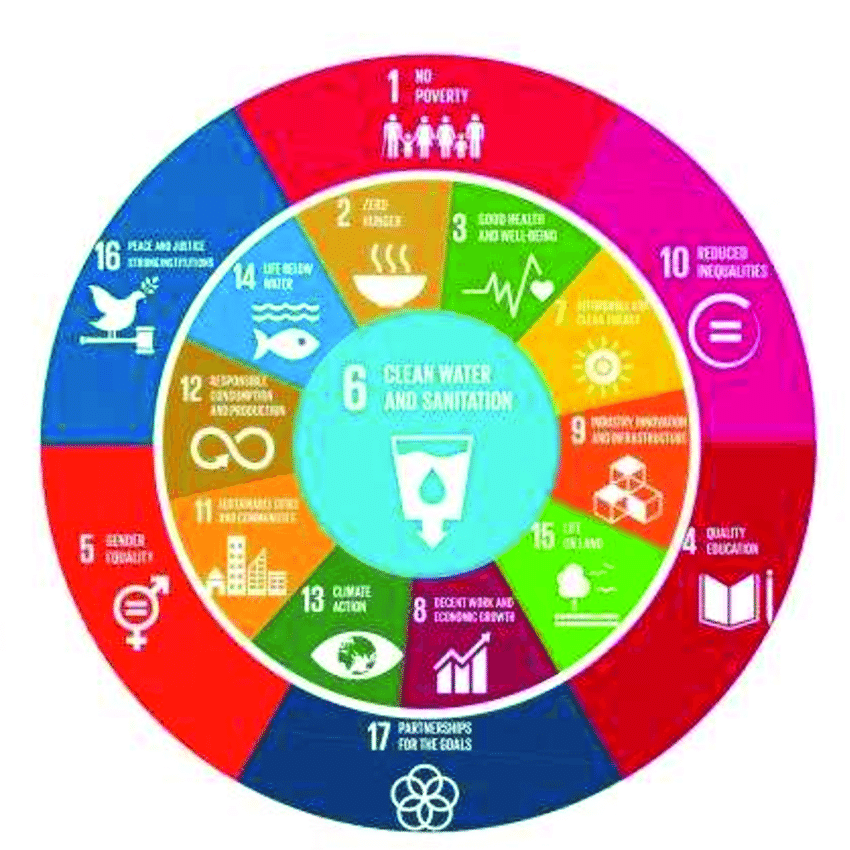 1 NO
POVERTY
10 REDUCED
INEQUALITIES
4 QUALITY
EDUCATION
17 PARTNERSHIPS
FOR THE GOALS
5 GENDER
EQUALITY
16 PEACE AND JUSTICE
STRONG INSTITUTIONS
2 ZERO
HUNGER
3 GOOD HEALTH
AND WELL-BEING
7 AFFORDABLE AND
CLEAN ENERGY
9 INDUSTRY, INNOVATION
AND INFRASTRUCTURE
15 LIFE
ON LAND
8 DECENT WORK AND
ECONOMIC GROWTH
13 CLIMATE
ACTION
11 SUSTAINABLE CITIES
AND COMMUNITIES
12 RESPONSIBLE
CONSUMPTION
AND PRODUCTION
14 LIFE BELOW
WATER
6 CLEAN WATER
AND SANITATION